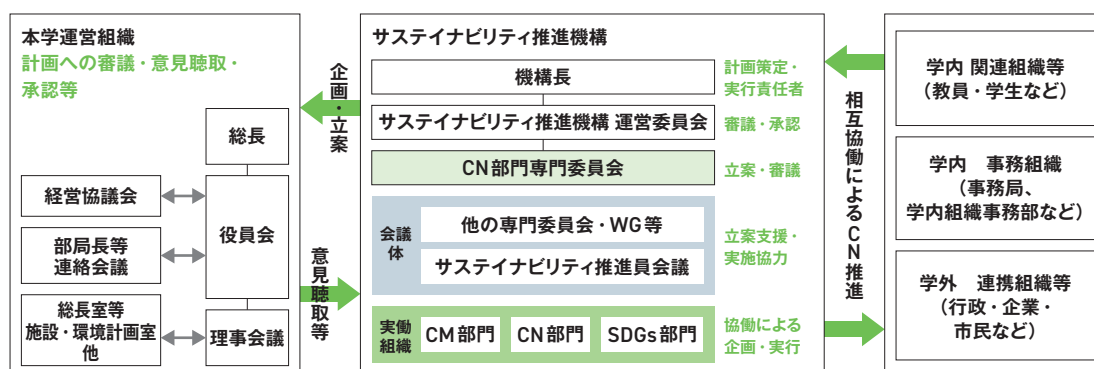 本学運営組織
計画への審議・意見聴取・
承認等
総長
経営協議会
役員会
部局長等
連絡会議
総長室等
施設・環境計画室
他
理事会議
企画・立案
意見聴取等
サステイナビリティ推進機構
機構長
計画策定・
実行責任者
サステイナビリティ推進機構 運営委員会
審議・承認
CN部門専門委員会
立案・審議
会議
体
他の専門委員会・WG等
サステイナビリティ推進員会議
立案支援・
実施協力
実働
組織
CM部門
CN部門
SDGs部門
協働による
企画・実行
相互協働によるCN推進
学内 関連組織等
(教員・学生など)
学内 事務組織
(事務局、
学内組織事務部など)
学外 連携組織等
(行政・企業・
市民など)